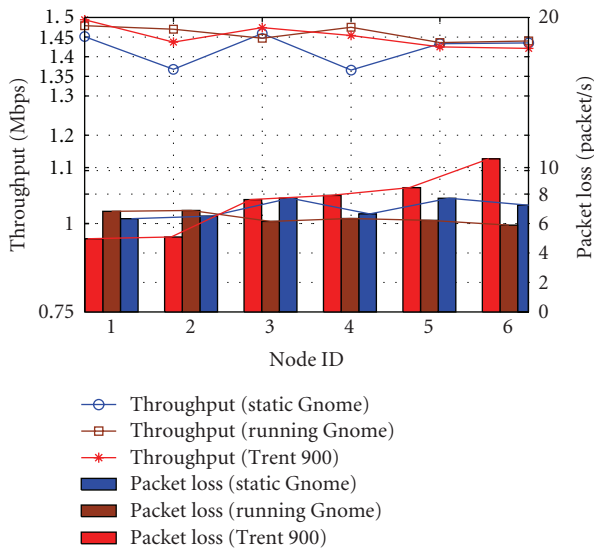 Throughput (Mbps)
1.5
1.45
1.4
1.35
1.3
1.2
1.1
1
0.75
20
10
8
6
4
2
0
Packet loss (packet/s)
1 2 3 4 5 6
Node ID
Throughput (static Gnome)
Throughput (running Gnome)
Throughput (Trent 900)
Packet loss (static Gnome)
Packet loss (running Gnome)
Packet loss (Trent 900)